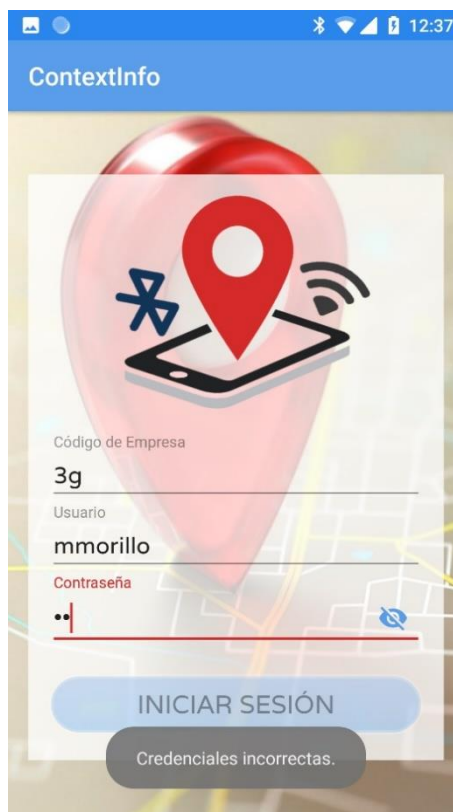 12:37
ContextInfo
Código de Empresa
3g
Usuario
mmorillo
Contraseña
••
INICIAR SESIÓN
Credenciales incorrectas.